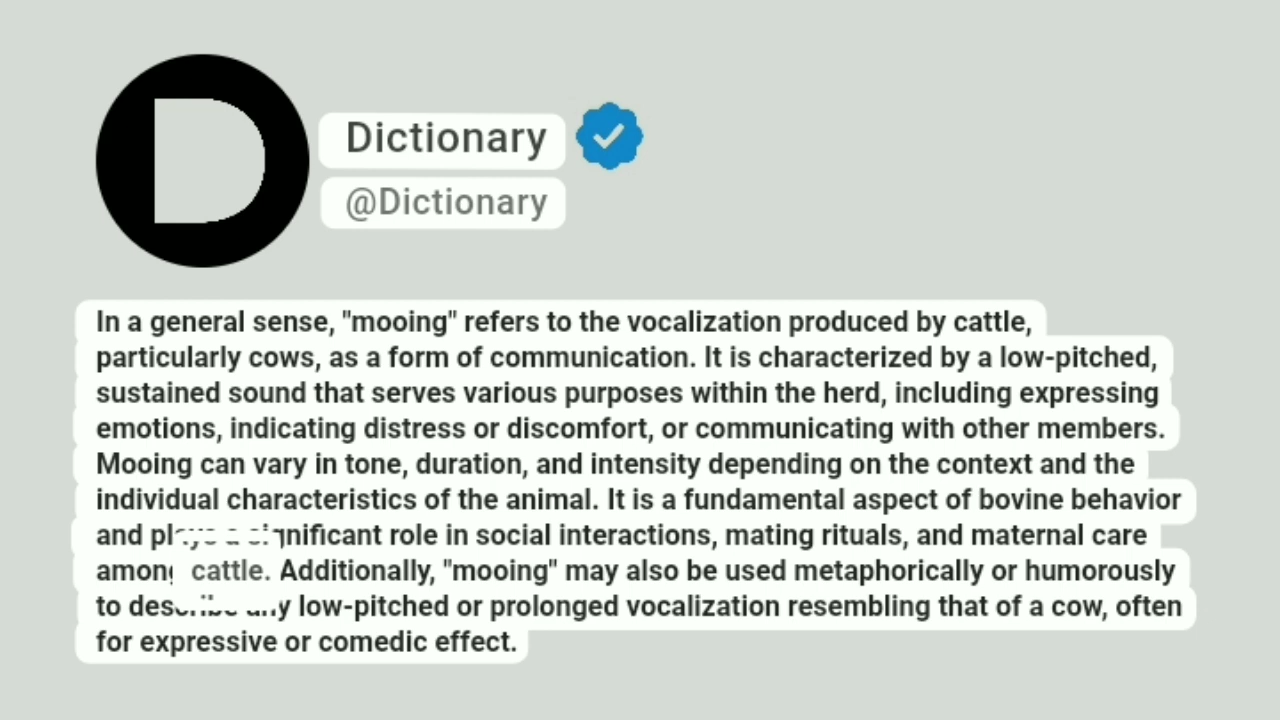 D
Dictionary
@Dictionary
In a general sense, "mooing" refers to the vocalization produced by cattle,
particularly cows, as a form of communication. It is characterized by a low-pitched,
sustained sound that serves various purposes within the herd, including expressing
emotions, indicating distress or discomfort, or communicating with other members.
Mooing can vary in tone, duration, and intensity depending on the context and the
individual characteristics of the animal. It is a fundamental aspect of bovine behavior
and plays a significant role in social interactions, mating rituals, and maternal care
among cattle. Additionally, "mooing" may also be used metaphorically or humorously
to describe any low-pitched or prolonged vocalization resembling that of a cow, often
for expressive or comedic effect.